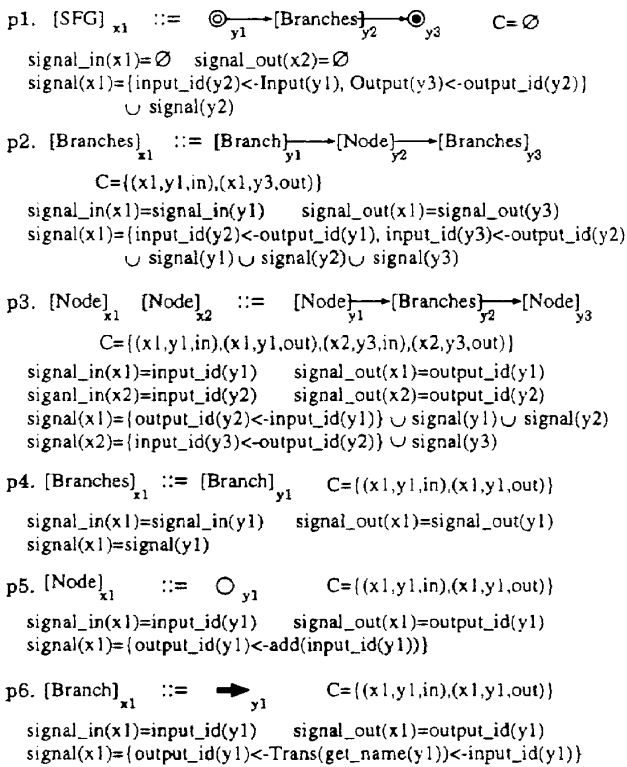 p1. [SFG] x1 ::= ◎ y1 → [Branches] y2 → ◉ y3 C=∅
signal_in(x1)=∅ signal_out(x2)=∅
signal(x1)={input_id(y2)<-Input(y1), Output(y3)<-output_id(y2)}
∪ signal(y2)
p2. [Branches] x1 ::= [Branch] y1 → [Node] y2 → [Branches] y3
C={(x1,y1,in),(x1,y3,out)}
signal_in(x1)=signal_in(y1) signal_out(x1)=signal_out(y3)
signal(x1)={input_id(y2)<-output_id(y1), input_id(y3)<-output_id(y2)
∪ signal(y1) ∪ signal(y2) ∪ signal(y3)
p3. [Node] x1 [Node] x2 ::= [Node] y1 → [Branches] y2 → [Node] y3
C={(x1,y1,in),(x1,y1,out),(x2,y3,in),(x2,y3,out)}
signal_in(x1)=input_id(y1) signal_out(x1)=output_id(y1)
siganl_in(x2)=input_id(y2) signal_out(x2)=output_id(y2)
signal(x1)={output_id(y2)<-input_id(y1)} ∪ signal(y1) ∪ signal(y2)
signal(x2)={input_id(y3)<-output_id(y2)} ∪ signal(y3)
p4. [Branches] x1 ::= [Branch] y1 C={(x1,y1,in),(x1,y1,out)}
signal_in(x1)=signal_in(y1) signal_out(x1)=signal_out(y1)
signal(x1)=signal(y1)
p5. [Node] x1 ::= ○ y1 C={(x1,y1,in),(x1,y1,out)}
signal_in(x1)=input_id(y1) signal_out(x1)=output_id(y1)
signal(x1)={output_id(y1)<-add(input_id(y1))}
p6. [Branch] x1 ::= ➡ y1 C={(x1,y1,in),(x1,y1,out)}
signal_in(x1)=input_id(y1) signal_out(x1)=output_id(y1)
signal(x1)={output_id(y1)<-Trans(get_name(y1))<-input_id(y1)}